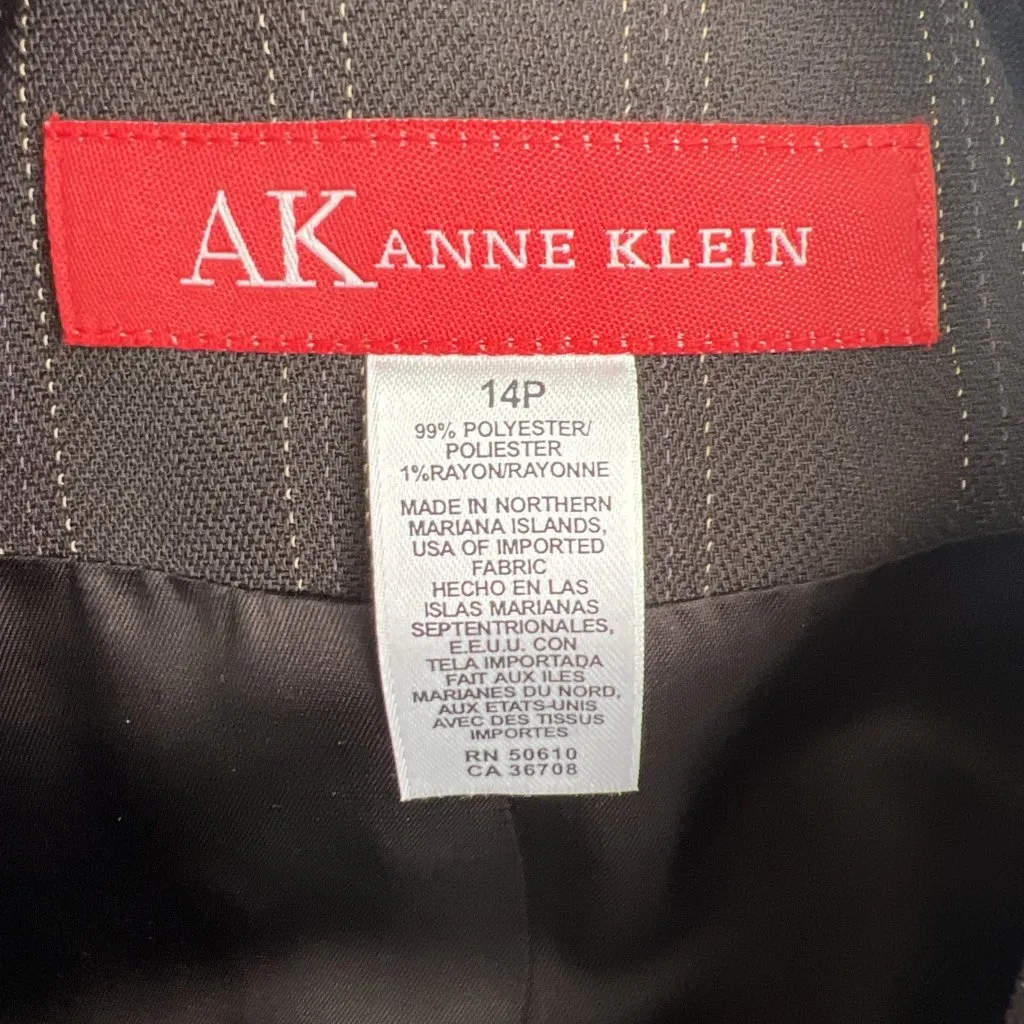 AK ANNE KLEIN
14P
99% POLYESTER/
POLIESTER
1%RAYON/RAYONNE
MADE IN NORTHERN
MARIANA ISLANDS,
USA OF IMPORTED
FABRIC
HECHO EN LAS
ISLAS MARIANAS
SEPTENTRIONALES,
E.E.U.U. CON
TELA IMPORTADA
FAIT AUX ILES
MARIANES DU NORD,
AUX ETATS-UNIS
AVEC DES TISSUS
IMPORTES
RN 50610
CA 36708